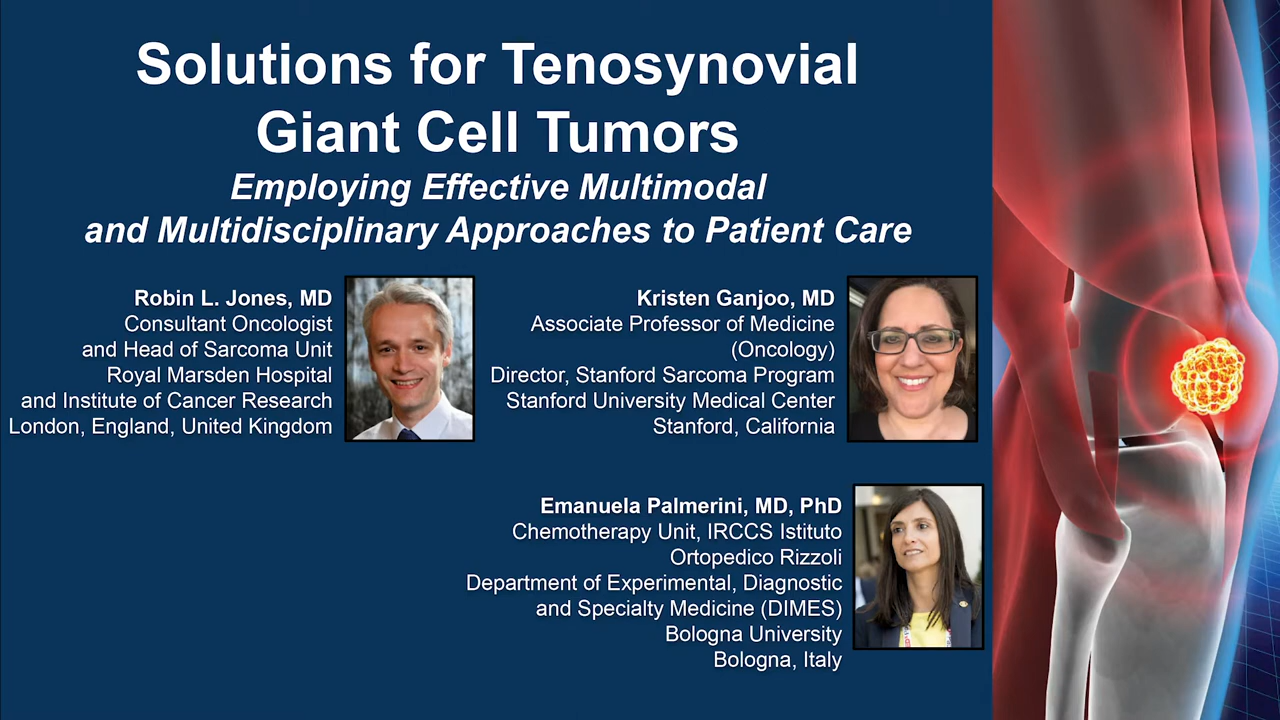 Solutions for Tenosynovial
Giant Cell Tumors
Employing Effective Multimodal
and Multidisciplinary Approaches to Patient Care
Robin L. Jones, MD
Consultant Oncologist
and Head of Sarcoma Unit
Royal Marsden Hospital
and Institute of Cancer Research
London, England, United Kingdom
Kristen Ganjoo, MD
Associate Professor of Medicine
(Oncology)
Director, Stanford Sarcoma Program
Stanford University Medical Center
Stanford, California
Emanuela Palmerini, MD, PhD
Chemotherapy Unit, IRCCS Istituto
Ortopedico Rizzoli
Department of Experimental, Diagnostic
and Specialty Medicine (DIMES)
Bologna University
Bologna, Italy